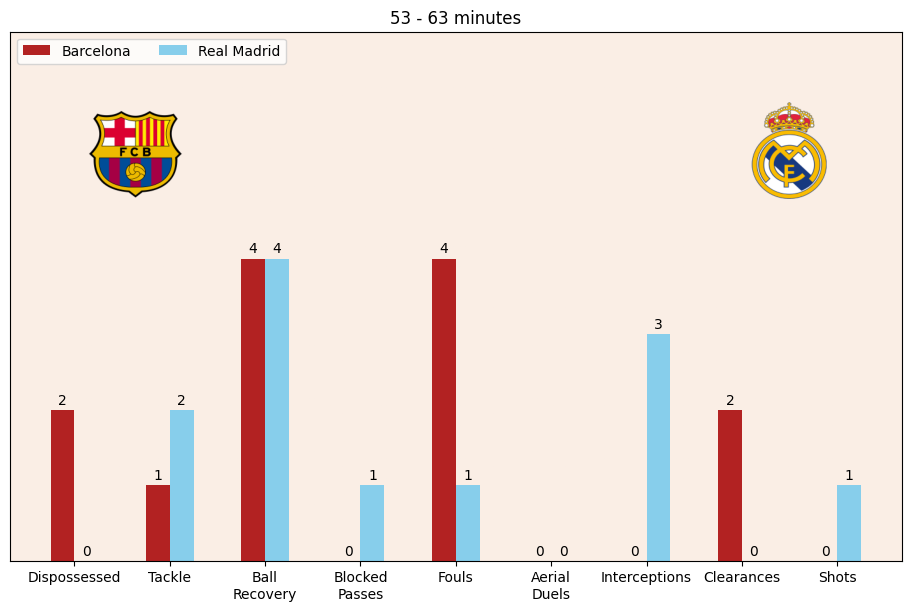 53 - 63 minutes
Barcelona
Real Madrid
F C B
4 4 4
3
2 2 2
1 1 1 1
0 0 0 0 0 0 0
Dispossessed Tackle Ball Blocked Fouls Aerial Interceptions Clearances Shots
Recovery Passes Duels